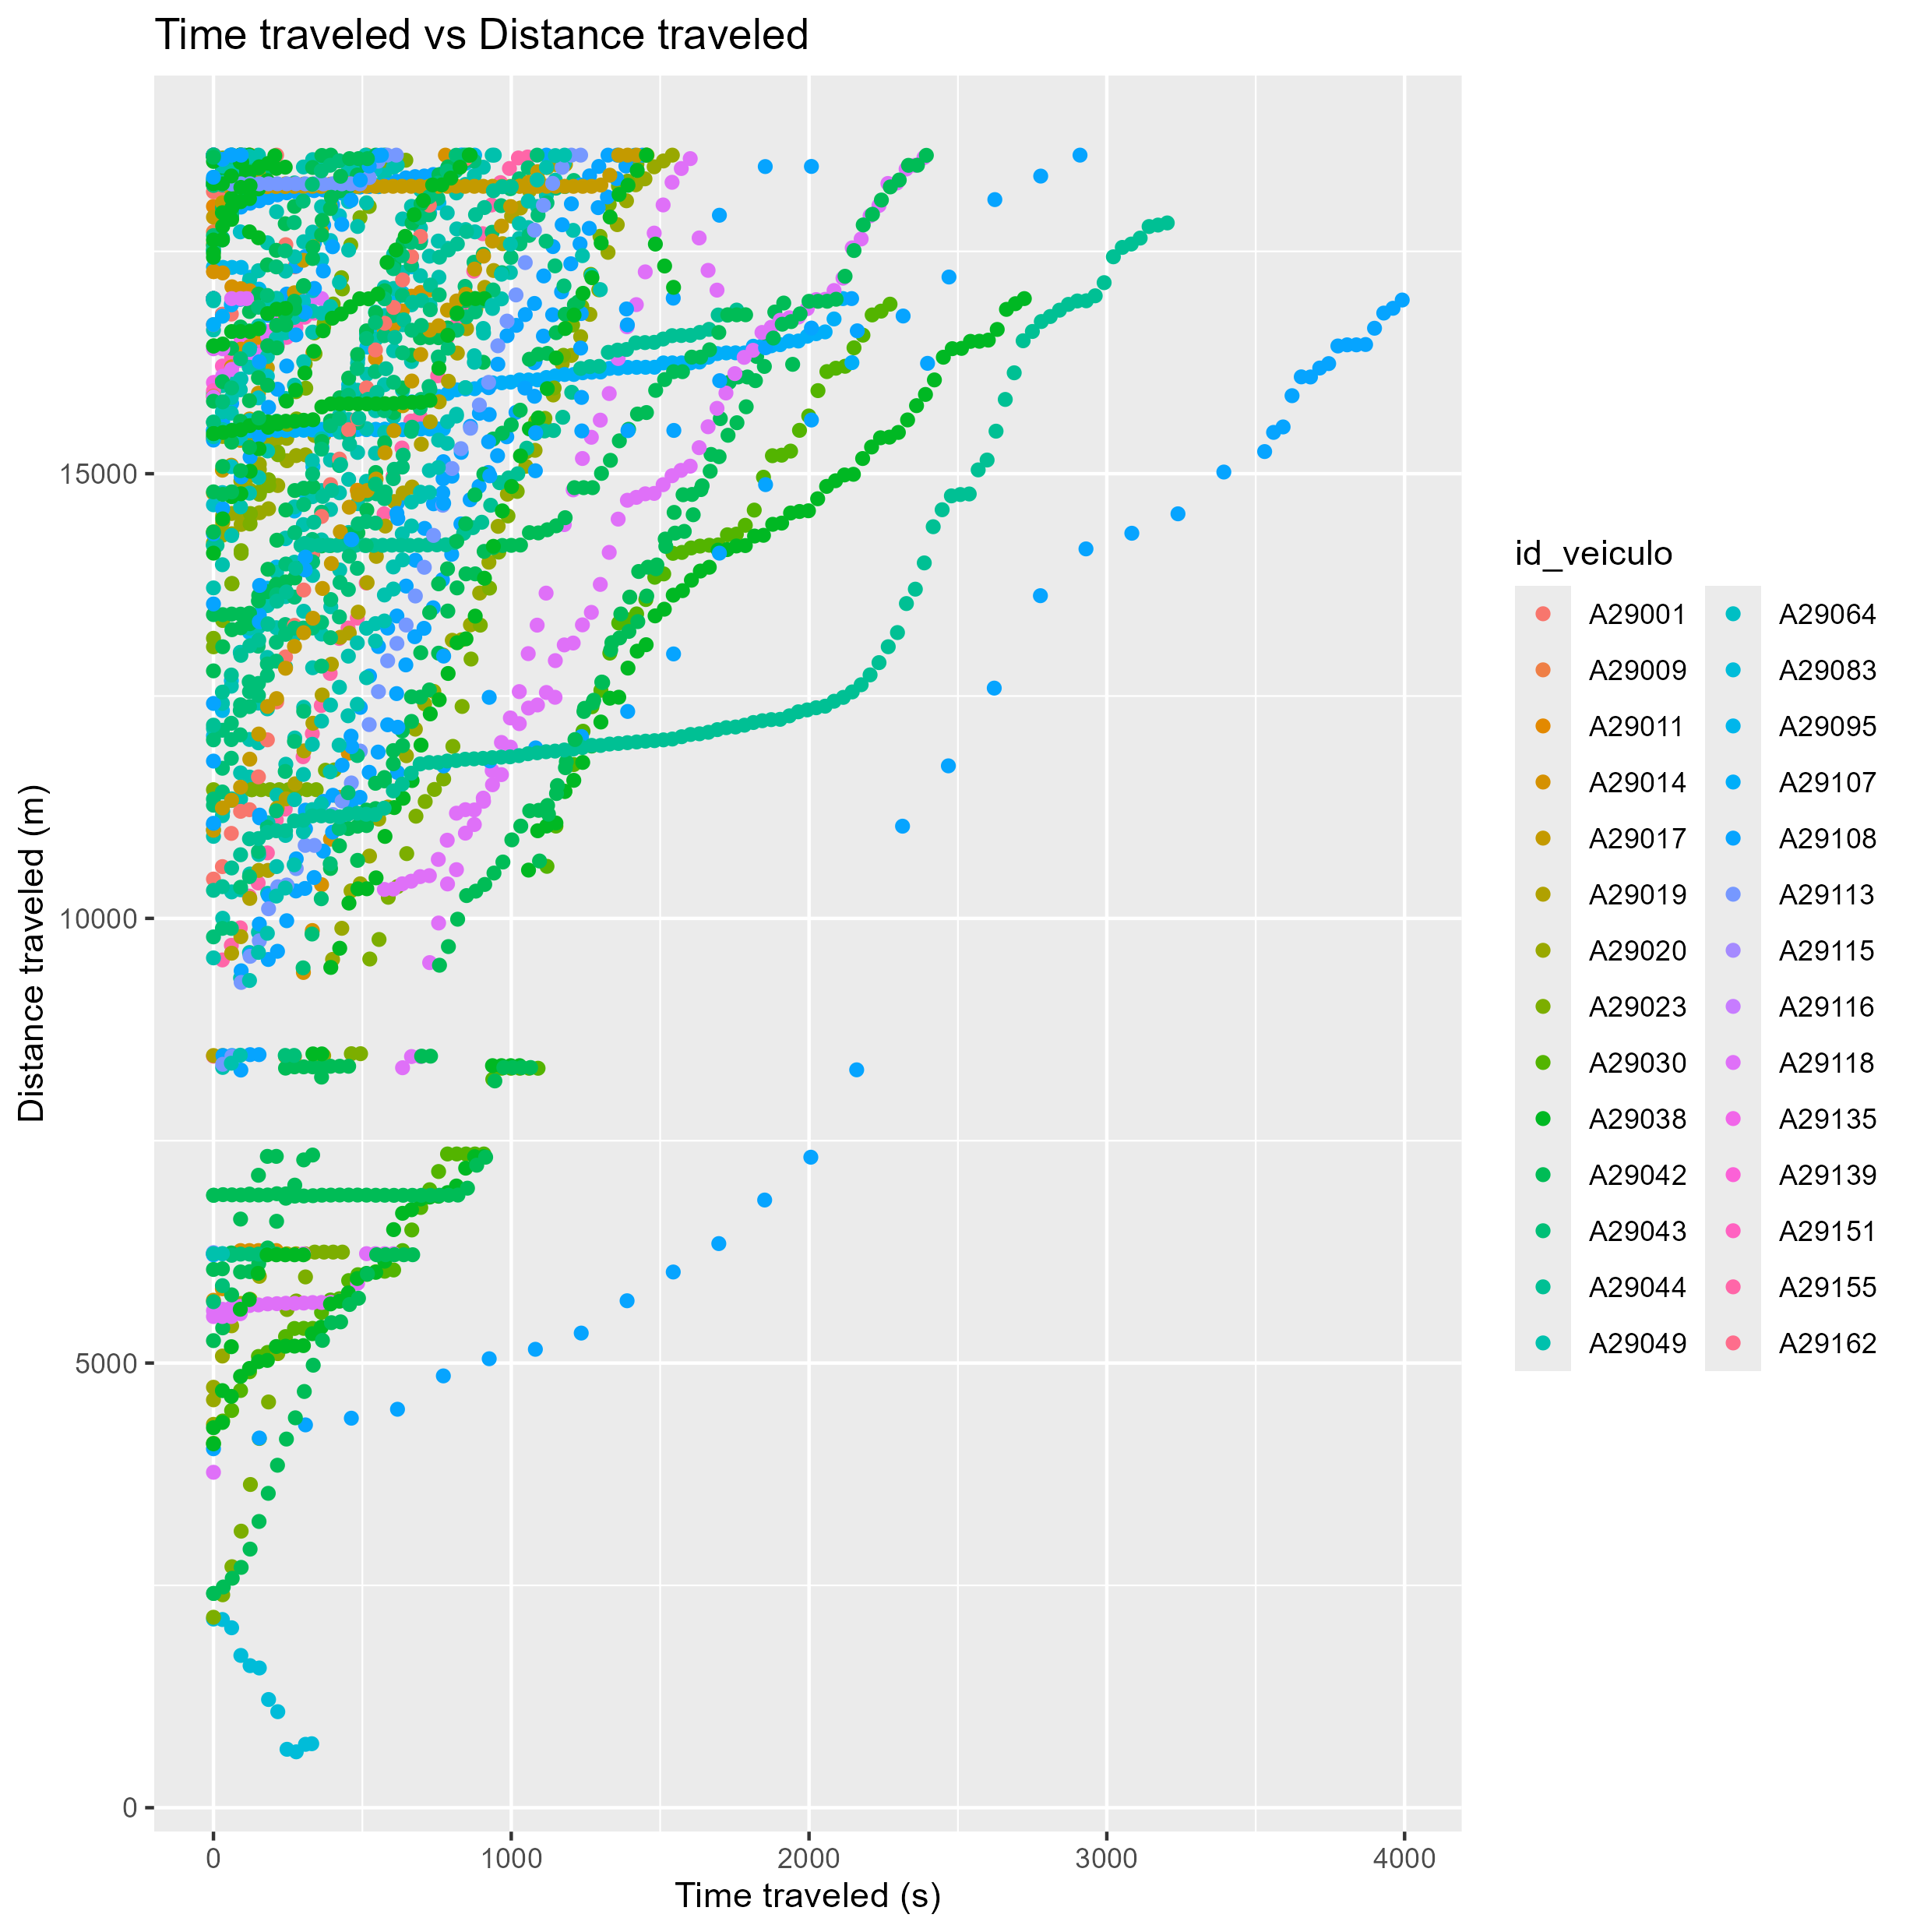 Time traveled vs Distance traveled
Distance traveled (m)
15000
10000
5000
0
0 1000 2000 3000 4000
Time traveled (s)
id_veiculo
A29001 A29064
A29009 A29083
A29011 A29095
A29014 A29107
A29017 A29108
A29019 A29113
A29020 A29115
A29023 A29116
A29030 A29118
A29038 A29135
A29042 A29139
A29043 A29151
A29044 A29155
A29049 A29162